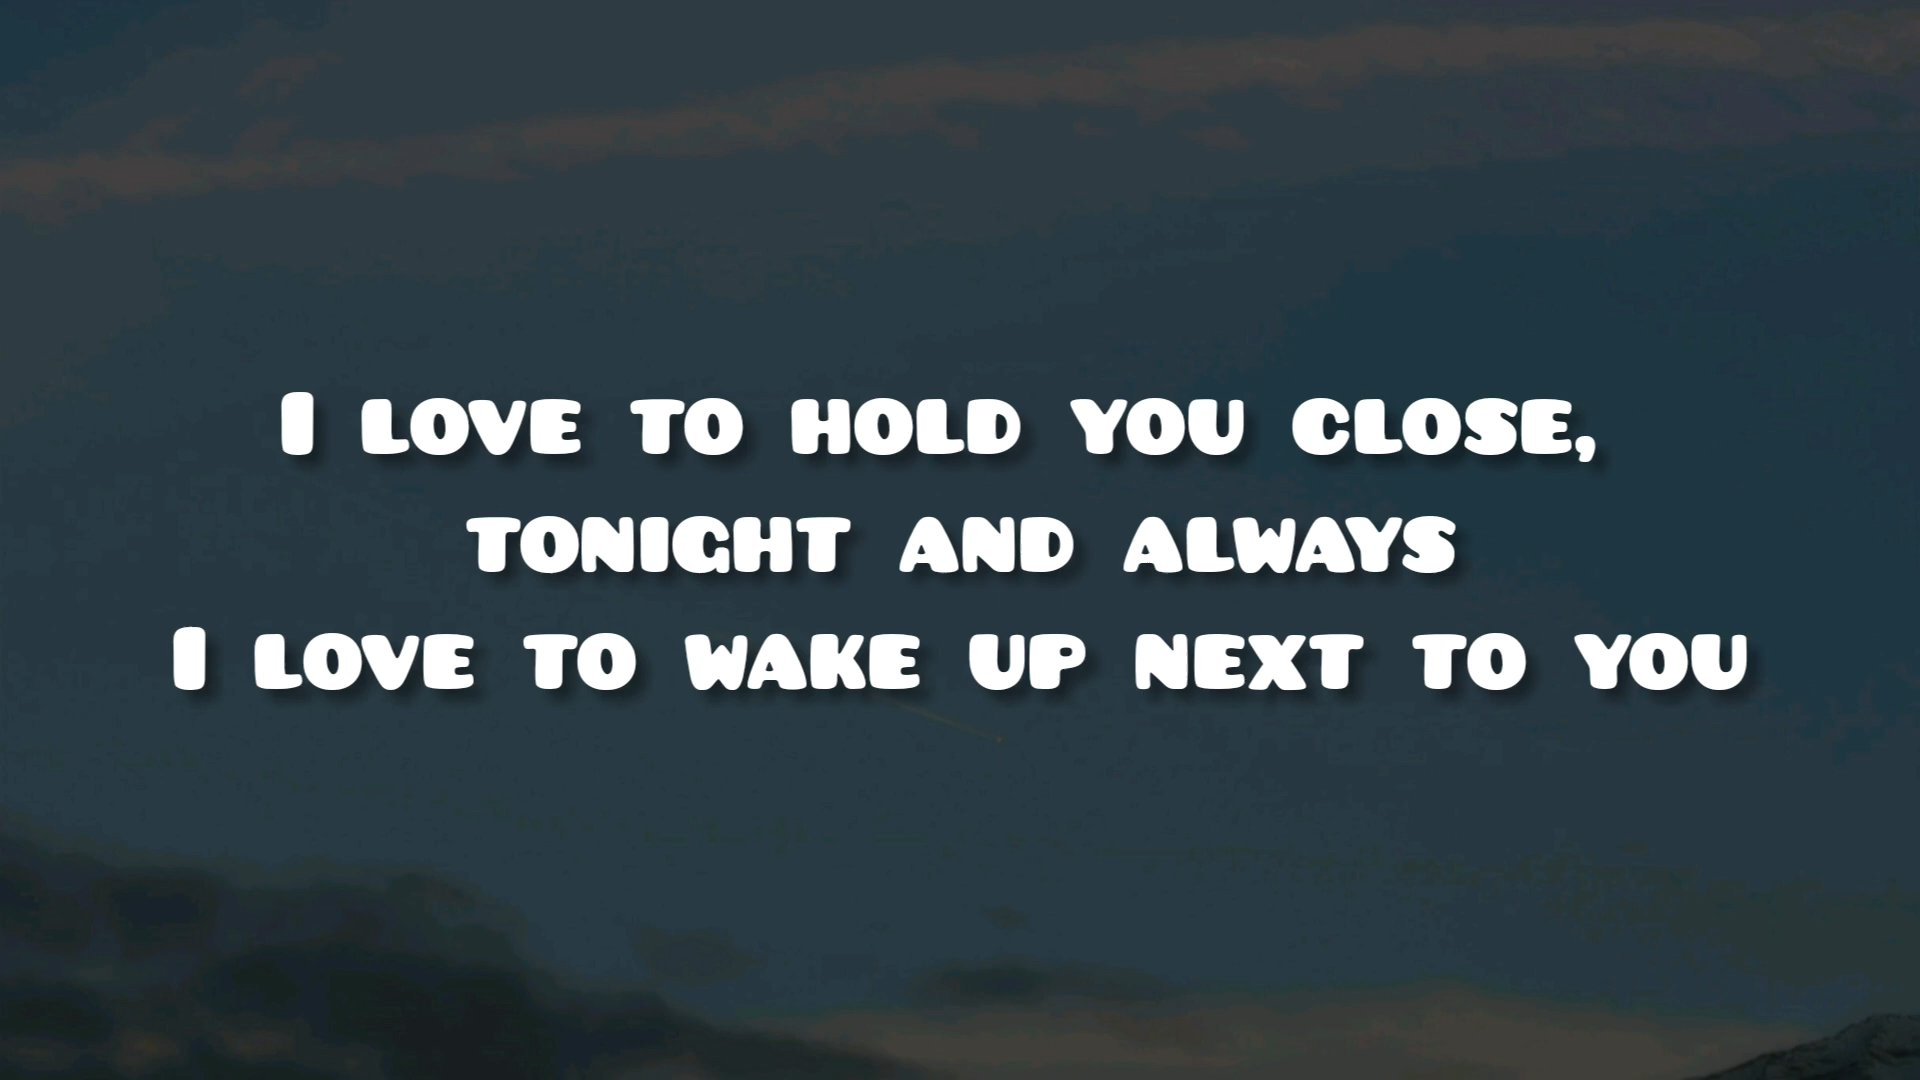 I LOVE TO HOLD YOU CLOSE,
TONIGHT AND ALWAYS
I LOVE TO WAKE UP NEXT TO YOU